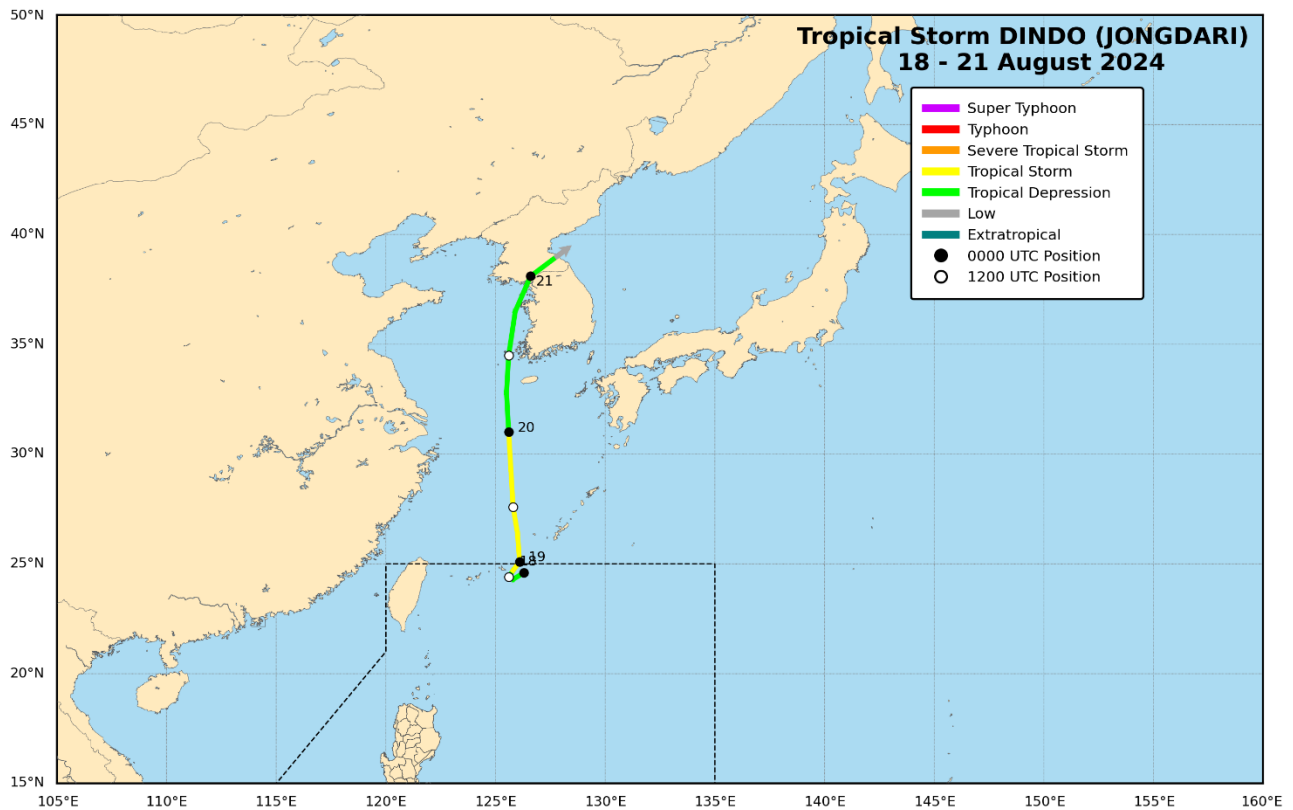 50°N
Tropical Storm DINDO (JONGDARI)
18 - 21 August 2024
Super Typhoon
Typhoon
Severe Tropical Storm
Tropical Storm
Tropical Depression
Low
Extratropical
0000 UTC Position
1200 UTC Position
45°N
40°N
21
35°N
20
30°N
19
18
25°N
20°N
15°N
105°E 110°E 115°E 120°E 125°E 130°E 135°E 140°E 145°E 150°E 155°E 160°E